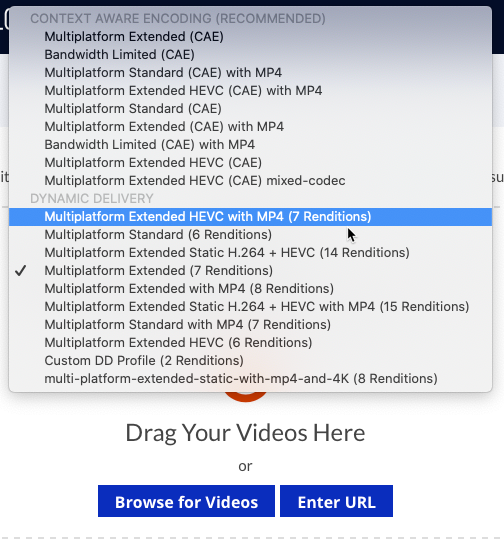 CONTEXT AWARE ENCODING (RECOMMENDED)
Multiplatform Extended (CAE)
Bandwidth Limited (CAE)
Multiplatform Standard (CAE) with MP4
Multiplatform Extended HEVC (CAE) with MP4
Multiplatform Standard (CAE)
Multiplatform Extended (CAE) with MP4
Bandwidth Limited (CAE) with MP4
Multiplatform Extended HEVC (CAE)
Multiplatform Extended HEVC (CAE) mixed-codec
DYNAMIC DELIVERY
Multiplatform Extended HEVC with MP4 (7 Renditions)
Multiplatform Standard (6 Renditions)
Multiplatform Extended Static H.264 + HEVC (14 Renditions)
✓ Multiplatform Extended (7 Renditions)
Multiplatform Extended with MP4 (8 Renditions)
Multiplatform Extended Static H.264 + HEVC with MP4 (15 Renditions)
Multiplatform Standard with MP4 (7 Renditions)
Multiplatform Extended HEVC (6 Renditions)
Custom DD Profile (2 Renditions)
multi-platform-extended-static-with-mp4-and-4K (8 Renditions)
Drag Your Videos Here
or
Browse for Videos
Enter URL